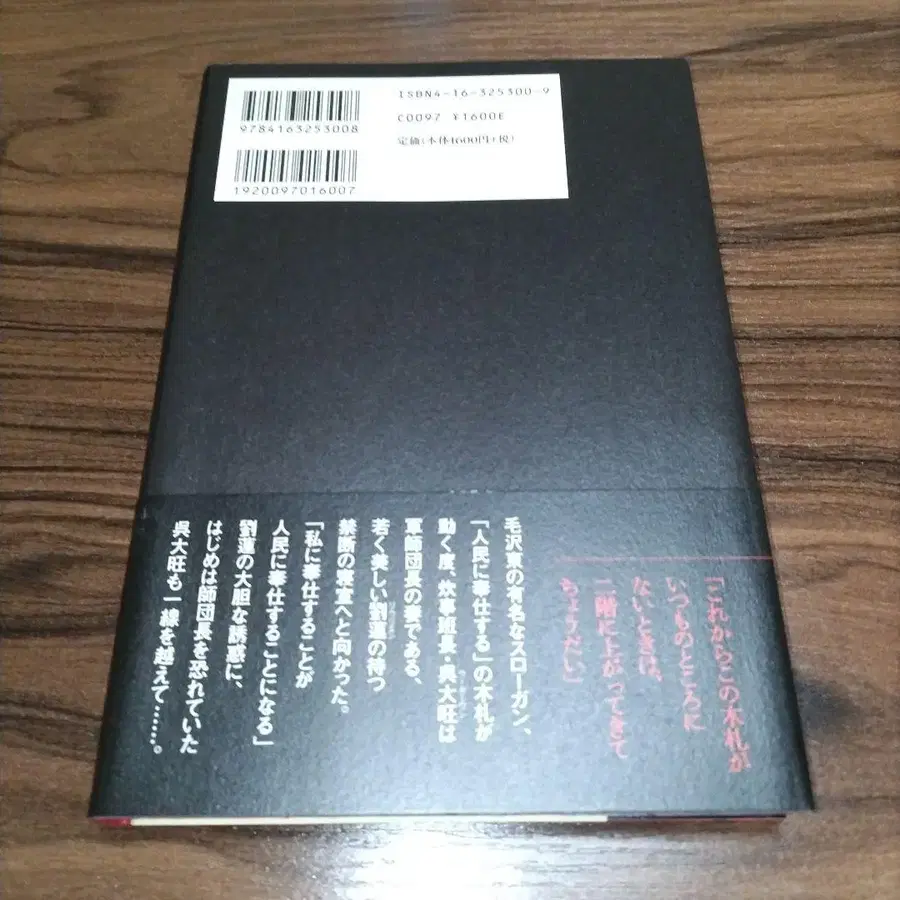 ISBN4-16-325300-9
C0097 ¥1600E
定価:本体1600円+税)
9784163253008
1920097016007
「これからこの木札が
いつものところに
ないときは、
二階に上がってきて
ちょうだい」
毛沢東の有名なスローガン、
「人民に奉仕する」の木札が
動く度、炊事班長・呉大旺は
軍師団長の妻である、
若く美しい劉蓮の待つ
禁断の寝室へと向かった。
「私に奉仕することが
人民に奉仕することになる」
劉蓮の大胆な誘惑に、
はじめは師団長を恐れていた
呉大旺も一線を越えて……。